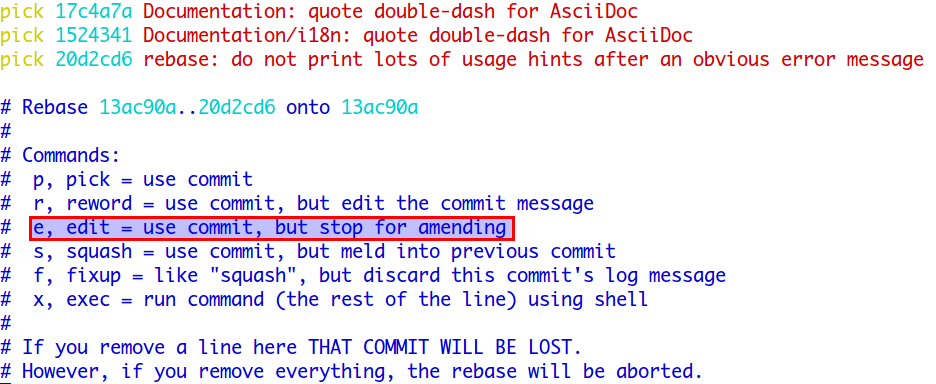 pick 17c4a7a Documentation: quote double-dash for AsciiDoc
pick 1524341 Documentation/i18n: quote double-dash for AsciiDoc
pick 20d2cd6 rebase: do not print lots of usage hints after an obvious error message
# Rebase 13ac90a..20d2cd6 onto 13ac90a
#
# Commands:
#  p, pick = use commit
#  r, reword = use commit, but edit the commit message
#  e, edit = use commit, but stop for amending
#  s, squash = use commit, but meld into previous commit
#  f, fixup = like "squash", but discard this commit's log message
#  x, exec = run command (the rest of the line) using shell
#
# If you remove a line here THAT COMMIT WILL BE LOST.
# However, if you remove everything, the rebase will be aborted.